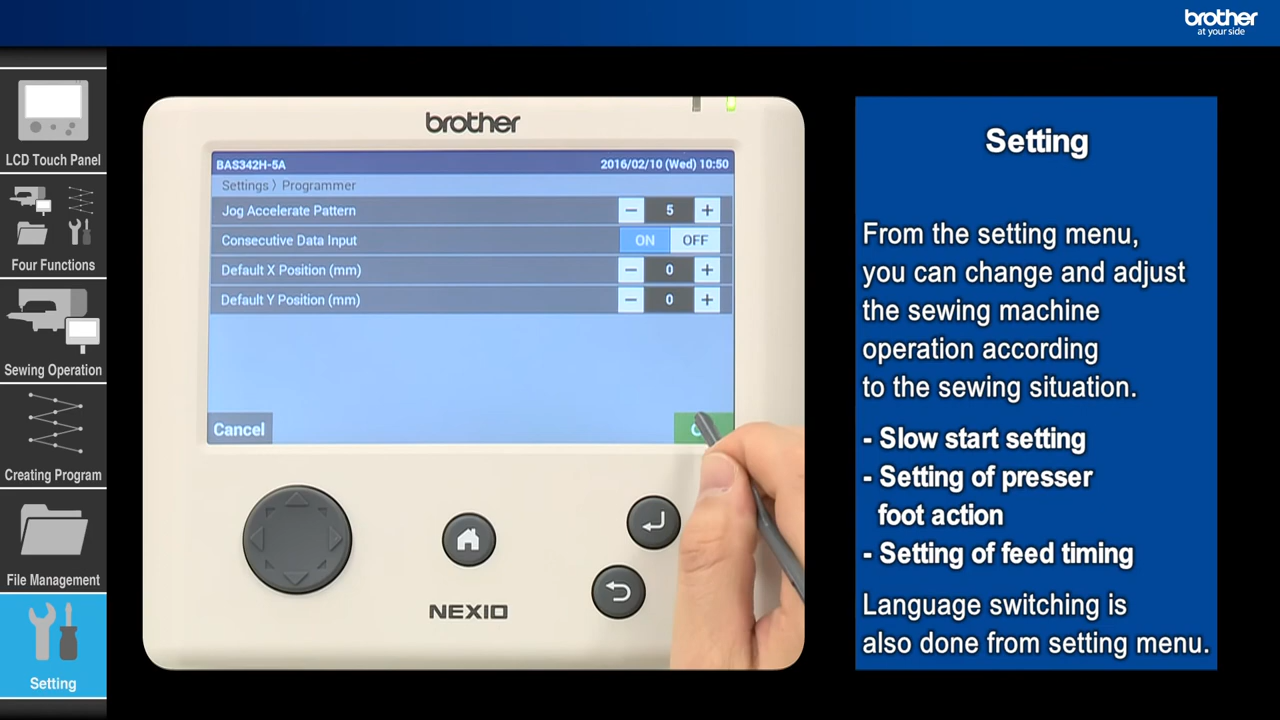 brother
at your side
LCD Touch Panel
Four Functions
Sewing Operation
Creating Program
File Management
Setting
brother
BAS342H-5A 2016/02/10 (Wed) 10:50
Settings 〉 Programmer
Jog Accelerate Pattern − 5 +
Consecutive Data Input ON OFF
Default X Position (mm) − 0 +
Default Y Position (mm) − 0 +
Cancel
NEXIO
Setting
From the setting menu,
you can change and adjust
the sewing machine
operation according
to the sewing situation.
- Slow start setting
- Setting of presser
foot action
- Setting of feed timing
Language switching is
also done from setting menu.